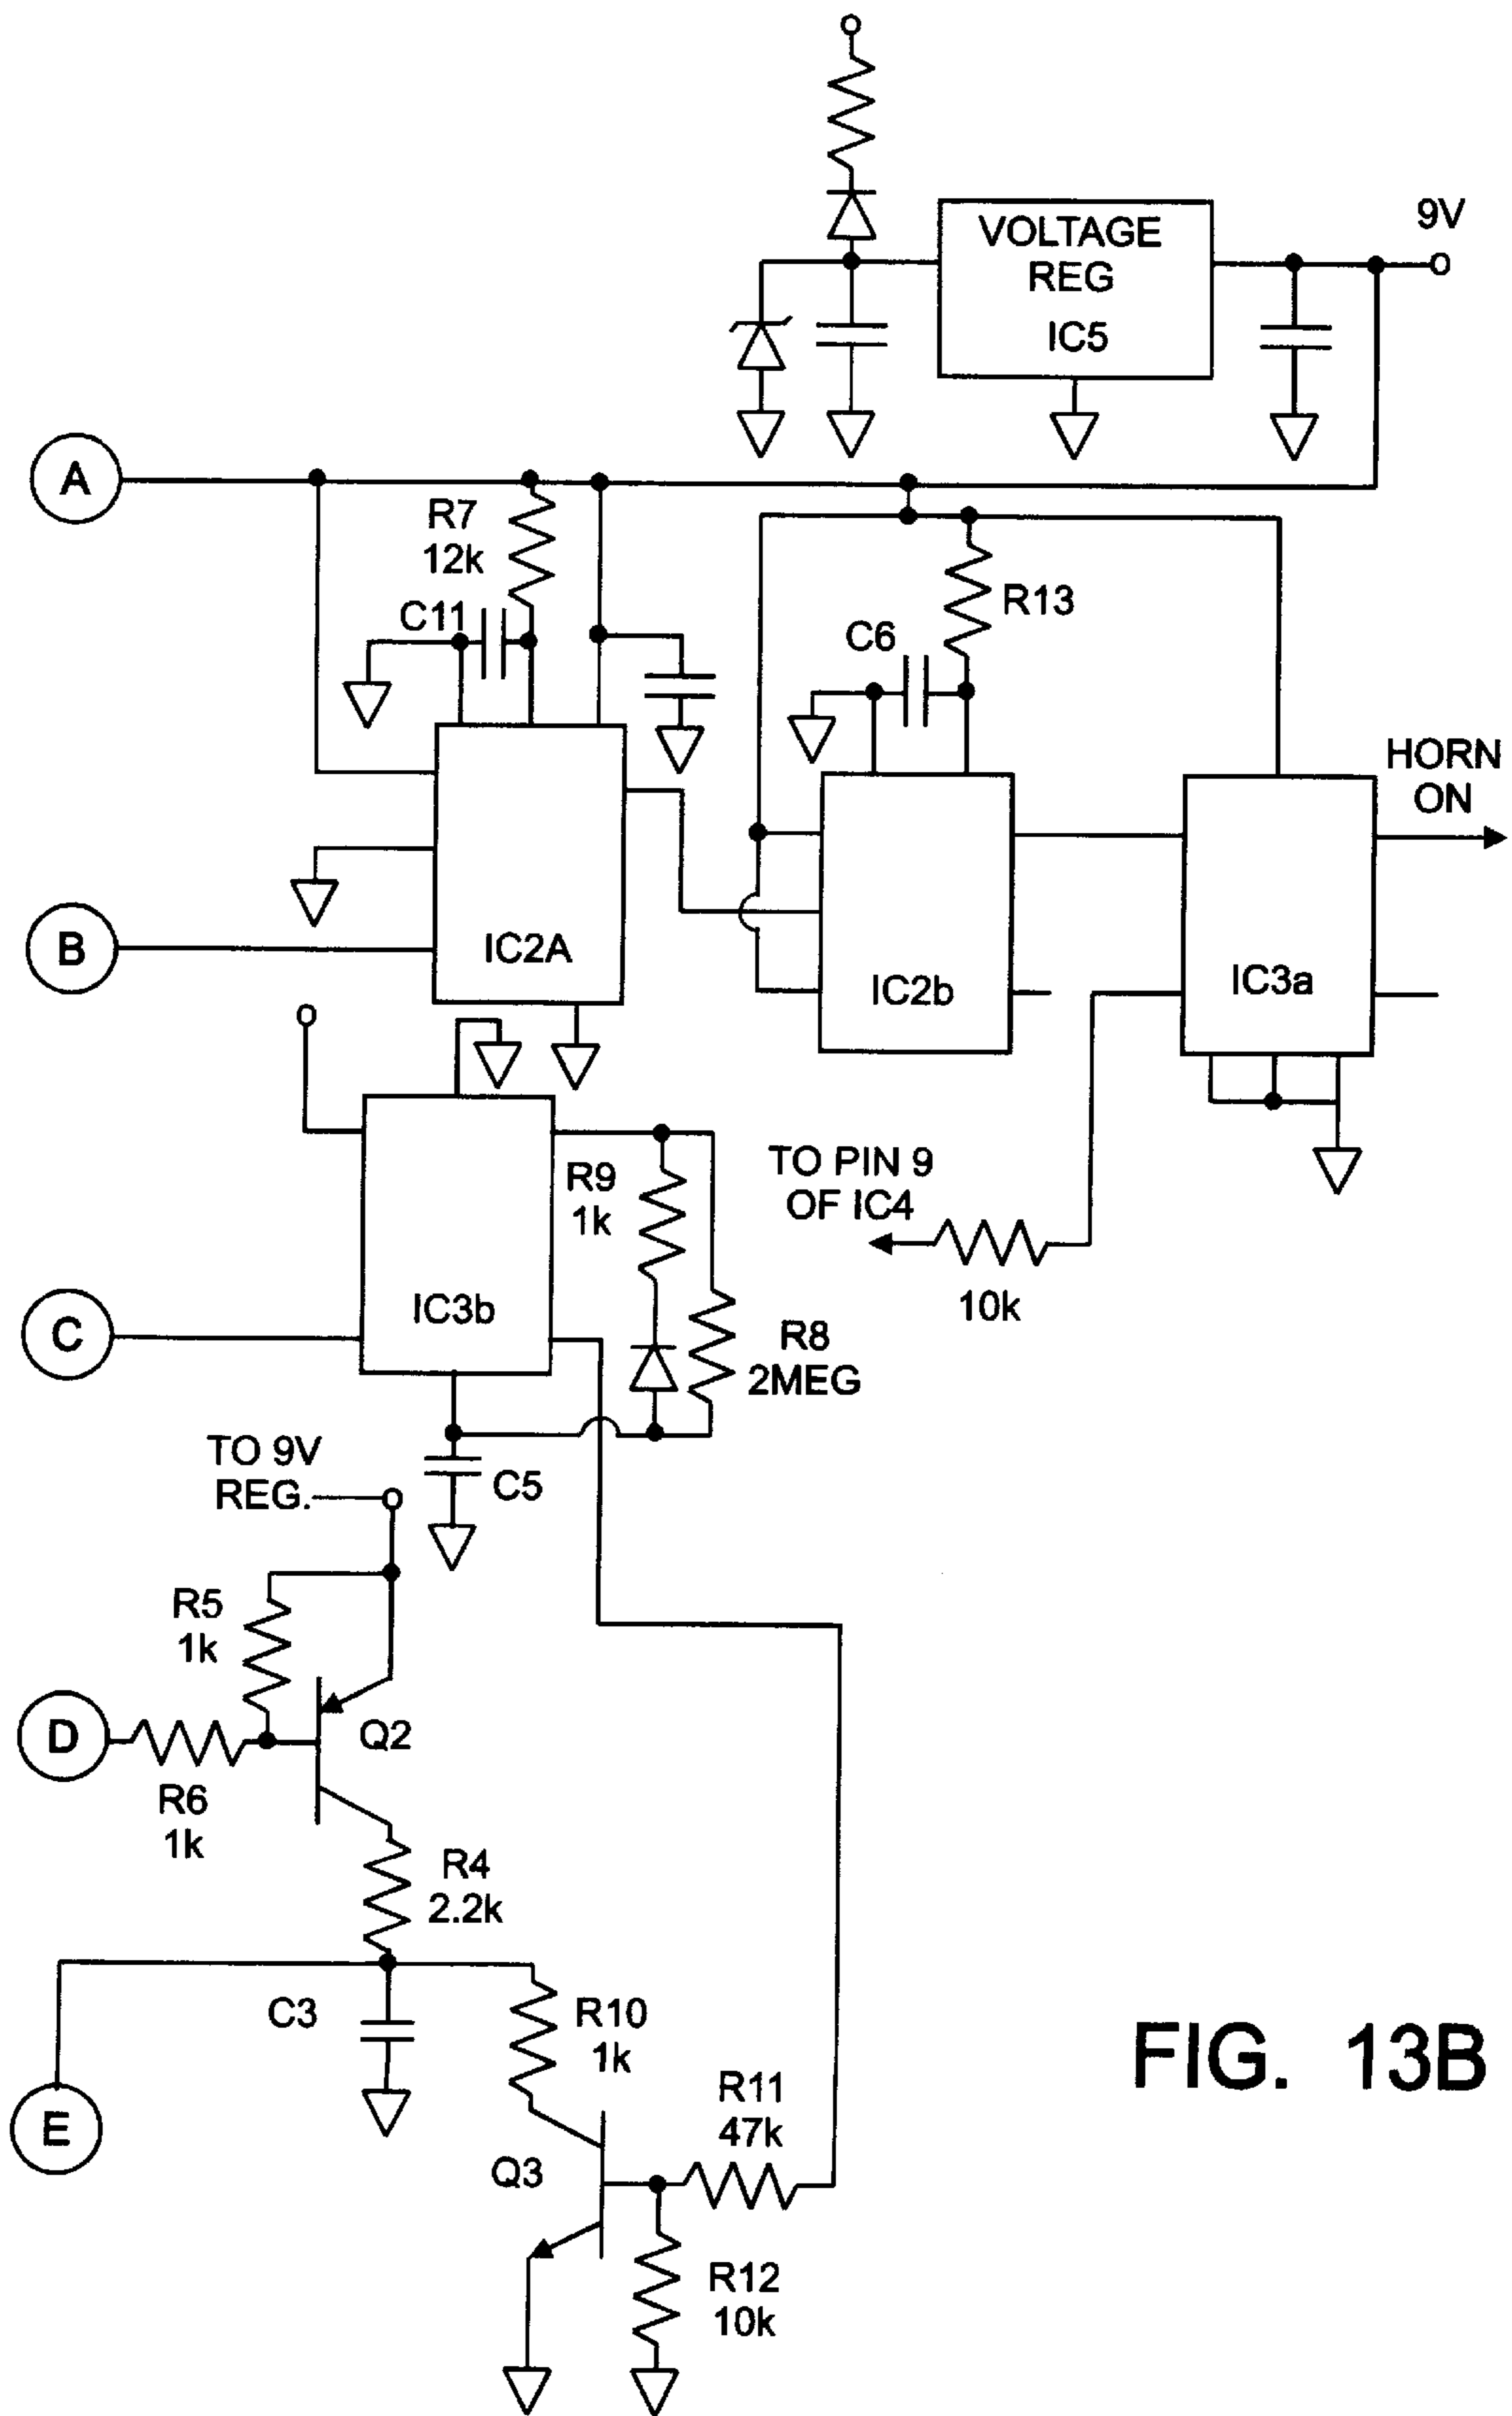 9V
VOLTAGE
REG
IC5
A
R7
12k
C11
R13
C6
HORN
ON
B
IC2A
IC2b
IC3a
TO PIN 9
OF IC4
R9
1k
10k
C
IC3b
R8
2MEG
TO 9V
REG.
C5
R5
1k
D
Q2
R6
1k
R4
2.2k
C3
R10
1k
E
R11
47k
Q3
R12
10k
FIG. 13B